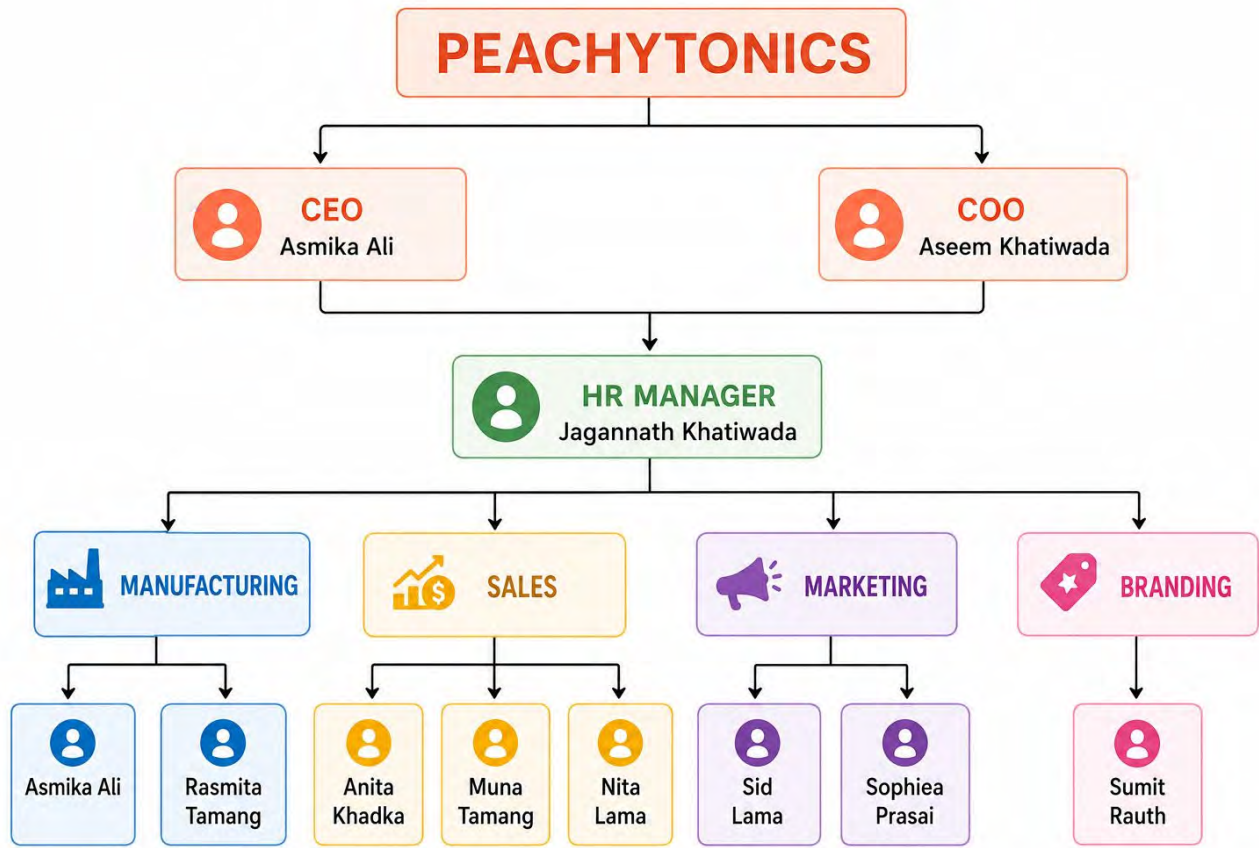 PEACHYTONICS
CEO
Asmika Ali
COO
Aseem Khatiwada
HR MANAGER
Jagannath Khatiwada
MANUFACTURING
SALES
MARKETING
BRANDING
Asmika Ali
Rasmita
Tamang
Anita
Khadka
Muna
Tamang
Nita
Lama
Sid
Lama
Sophiea
Prasai
Sumit
Rauth